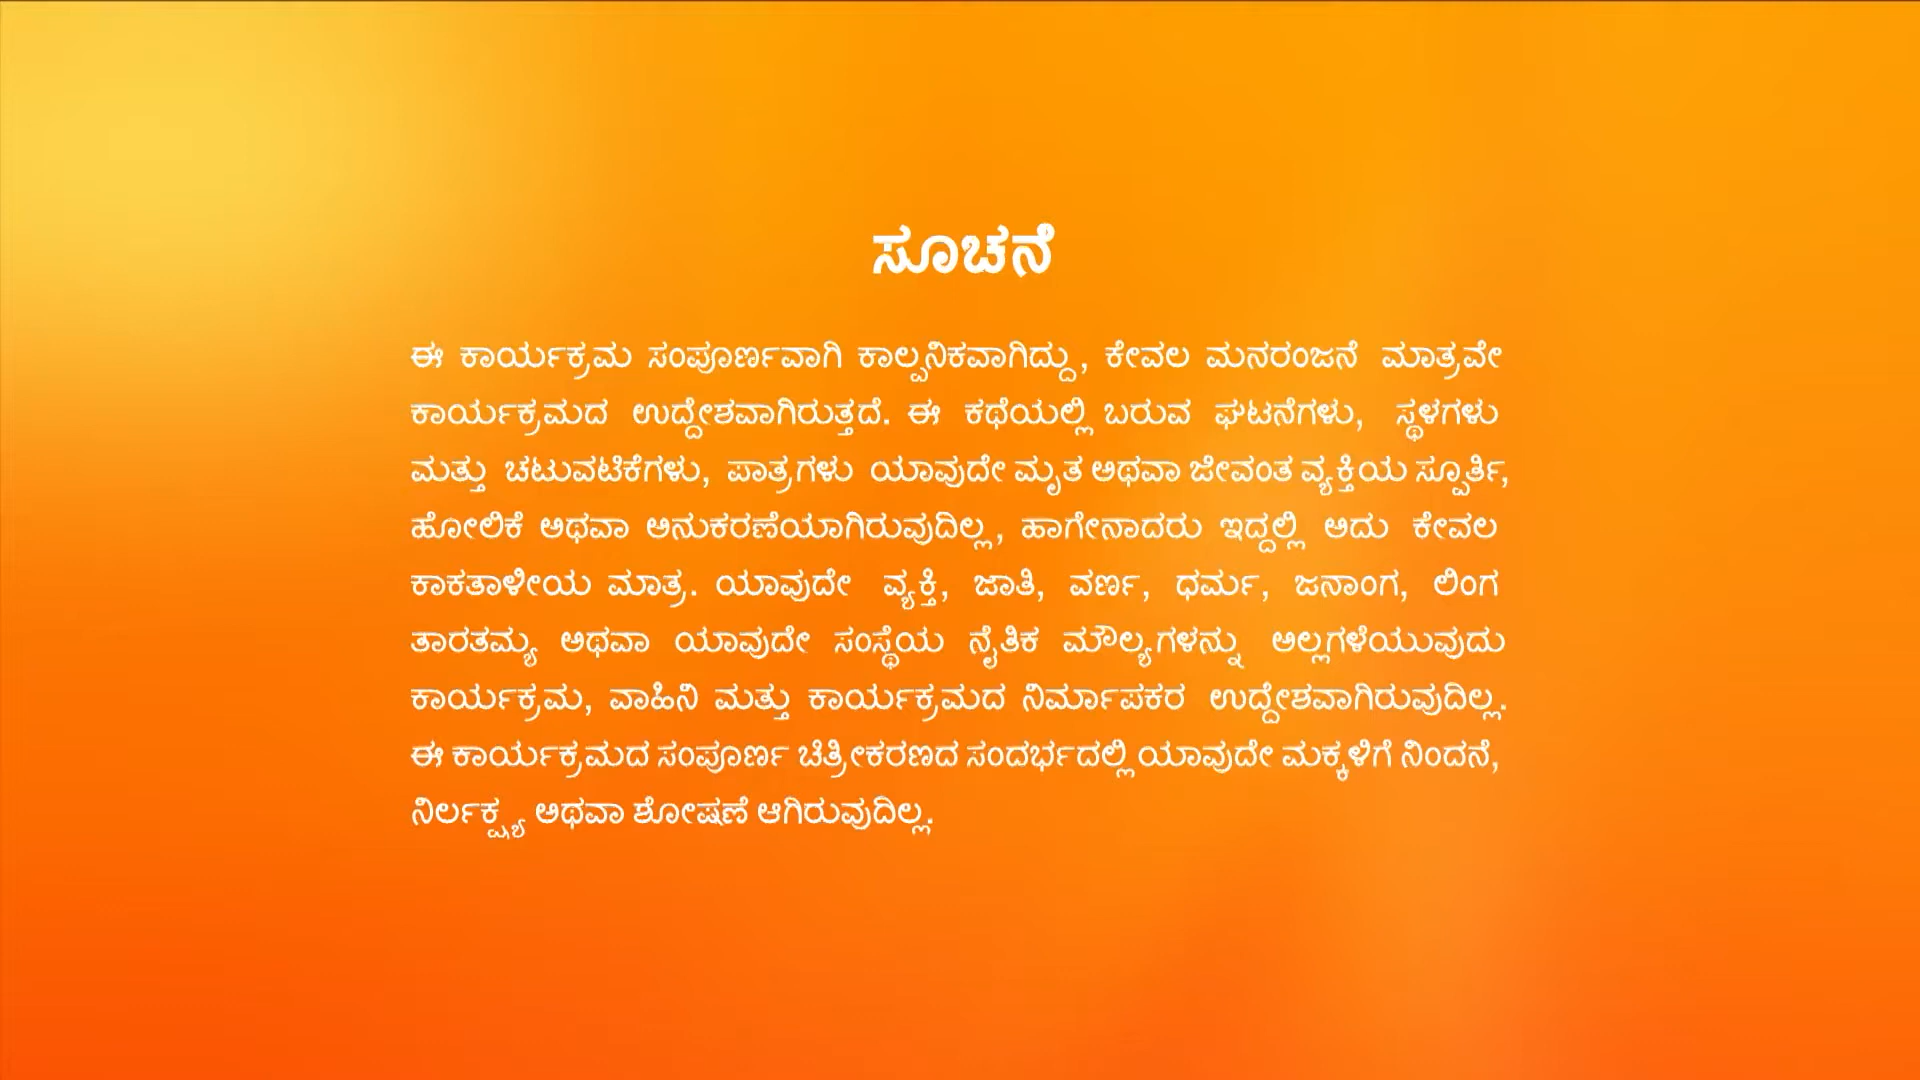 ಸೂಚನೆ
ಈ ಕಾರ್ಯಕ್ರಮ ಸಂಪೂರ್ಣವಾಗಿ ಕಾಲ್ಪನಿಕವಾಗಿದ್ದು, ಕೇವಲ ಮನರಂಜನೆ ಮಾತ್ರವೇ
ಕಾರ್ಯಕ್ರಮದ ಉದ್ದೇಶವಾಗಿರುತ್ತದೆ. ಈ ಕಥೆಯಲ್ಲಿ ಬರುವ ಘಟನೆಗಳು, ಸ್ಥಳಗಳು
ಮತ್ತು ಚಟುವಟಿಕೆಗಳು, ಪಾತ್ರಗಳು ಯಾವುದೇ ಮೃತ ಅಥವಾ ಜೀವಂತ ವ್ಯಕ್ತಿಯ ಸ್ಪೂರ್ತಿ,
ಹೋಲಿಕೆ ಅಥವಾ ಅನುಕರಣೆಯಾಗಿರುವುದಿಲ್ಲ, ಹಾಗೇನಾದರು ಇದ್ದಲ್ಲಿ ಅದು ಕೇವಲ
ಕಾಕತಾಳೀಯ ಮಾತ್ರ. ಯಾವುದೇ ವ್ಯಕ್ತಿ, ಜಾತಿ, ವರ್ಣ, ಧರ್ಮ, ಜನಾಂಗ, ಲಿಂಗ
ತಾರತಮ್ಯ ಅಥವಾ ಯಾವುದೇ ಸಂಸ್ಥೆಯ ನೈತಿಕ ಮೌಲ್ಯಗಳನ್ನು ಅಲ್ಲಗಳೆಯುವುದು
ಕಾರ್ಯಕ್ರಮ, ವಾಹಿನಿ ಮತ್ತು ಕಾರ್ಯಕ್ರಮದ ನಿರ್ಮಾಪಕರ ಉದ್ದೇಶವಾಗಿರುವುದಿಲ್ಲ.
ಈ ಕಾರ್ಯಕ್ರಮದ ಸಂಪೂರ್ಣ ಚಿತ್ರೀಕರಣದ ಸಂದರ್ಭದಲ್ಲಿ ಯಾವುದೇ ಮಕ್ಕಳಿಗೆ ನಿಂದನೆ,
ನಿರ್ಲಕ್ಷ್ಯ ಅಥವಾ ಶೋಷಣೆ ಆಗಿರುವುದಿಲ್ಲ.